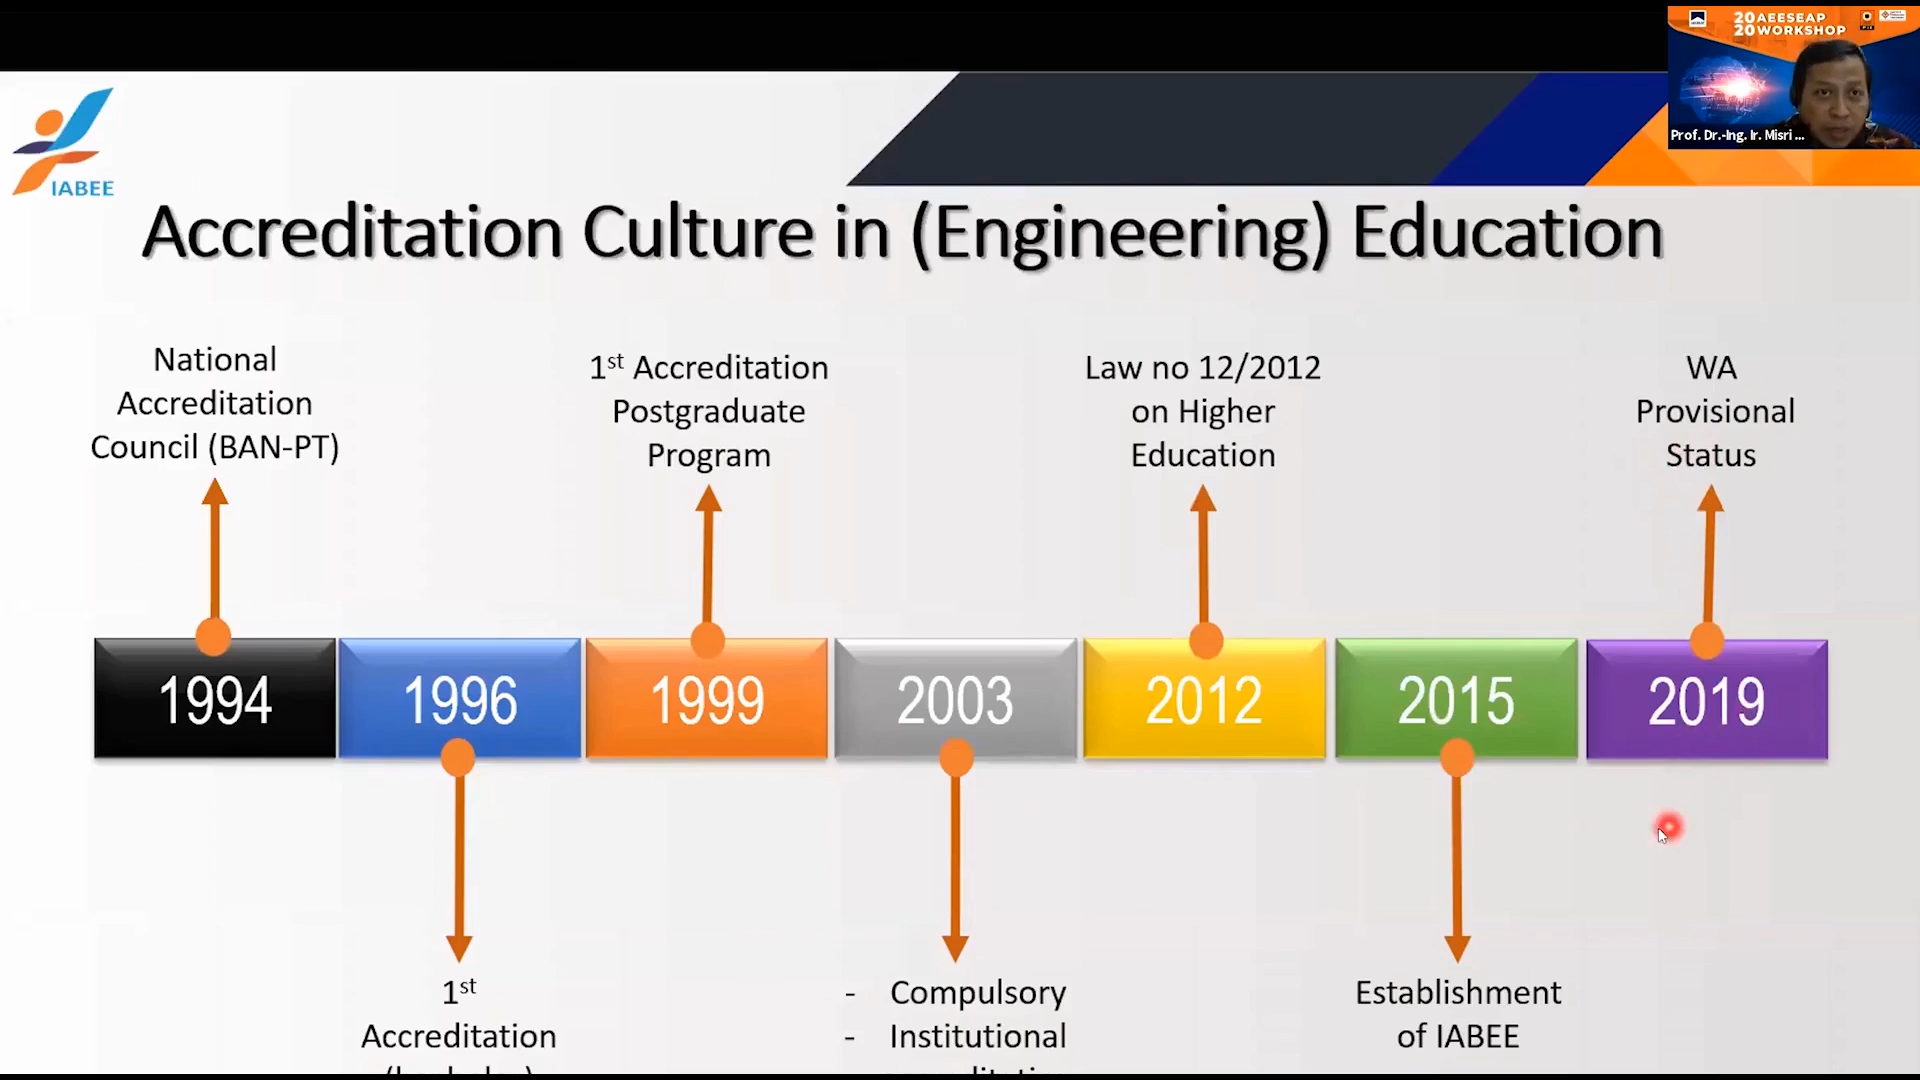 20 AEESEAP
20 WORKSHOP
Prof. Dr.-Ing. Ir. Misri ...
IABEE
Accreditation Culture in (Engineering) Education
National
Accreditation
Council (BAN-PT)
1st Accreditation
Postgraduate
Program
Law no 12/2012
on Higher
Education
WA
Provisional
Status
1994
1996
1999
2003
2012
2015
2019
1st
Accreditation
- Compulsory
- Institutional
Establishment
of IABEE